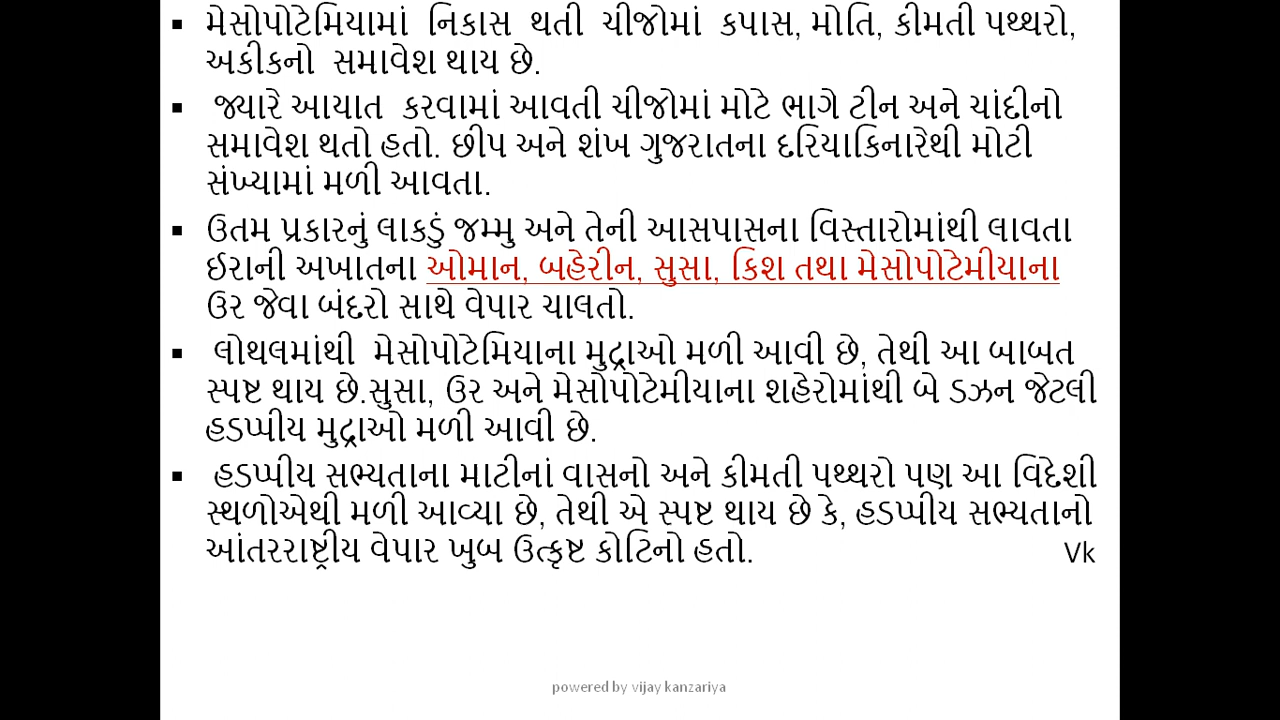 ▪ મેસોપોટેમિયામાં નિકાસ થતી ચીજોમાં કપાસ, મોતિ, કીમતી પથ્થરો,
અકીકનો સમાવેશ થાય છે.
▪ જ્યારે આયાત કરવામાં આવતી ચીજોમાં મોટે ભાગે ટીન અને ચાંદીનો
સમાવેશ થતો હતો. છીપ અને શંખ ગુજરાતના દરિયાકિનારેથી મોટી
સંખ્યામાં મળી આવતા.
▪ ઉતમ પ્રકારનું લાકડું જમ્મુ અને તેની આસપાસના વિસ્તારોમાંથી લાવતા
ઈરાની અખાતના ઓમાન, બહેરીન, સુસા, કિશ તથા મેસોપોટેમીયાના
ઉર જેવા બંદરો સાથે વેપાર ચાલતો.
▪ લોથલમાંથી મેસોપોટેમિયાના મુદ્રાઓ મળી આવી છે, તેથી આ બાબત
સ્પષ્ટ થાય છે.સુસા, ઉર અને મેસોપોટેમીયાના શહેરોમાંથી બે ડઝન જેટલી
હડપ્પીય મુદ્રાઓ મળી આવી છે.
▪ હડપ્પીય સભ્યતાના માટીનાં વાસનો અને કીમતી પથ્થરો પણ આ વિદેશી
સ્થળોએથી મળી આવ્યા છે, તેથી એ સ્પષ્ટ થાય છે કે, હડપ્પીય સભ્યતાનો
આંતરરાષ્ટ્રીય વેપાર ખુબ ઉત્કૃષ્ટ કોટિનો હતો. Vk
powered by vijay kanzariya